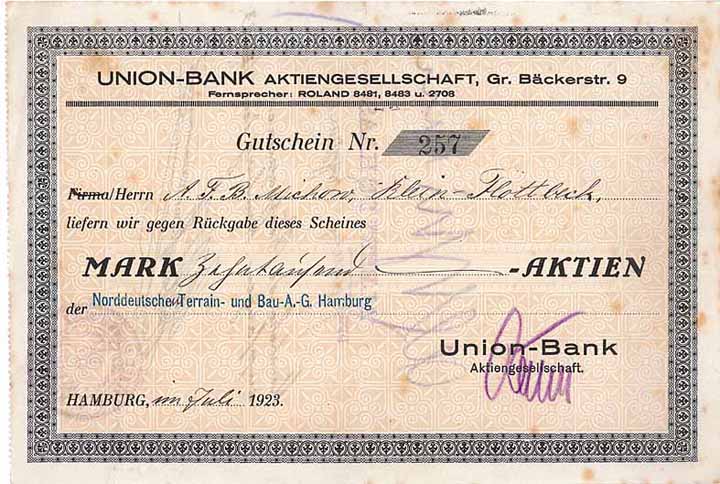 UNION-BANK AKTIENGESELLSCHAFT, Gr. Bäckerstr. 9
Fernsprecher: ROLAND 8481, 8483 u. 2708
Gutschein Nr. 257
Firma/Herrn A. F. B. Michow, Klein-Flottbeck,
liefern wir gegen Rückgabe dieses Scheines
MARK Zehntausend -AKTIEN
der Norddeutsche Terrain- und Bau-A.-G. Hamburg
Union-Bank
Aktiengesellschaft.
HAMBURG, im Juli 1923.